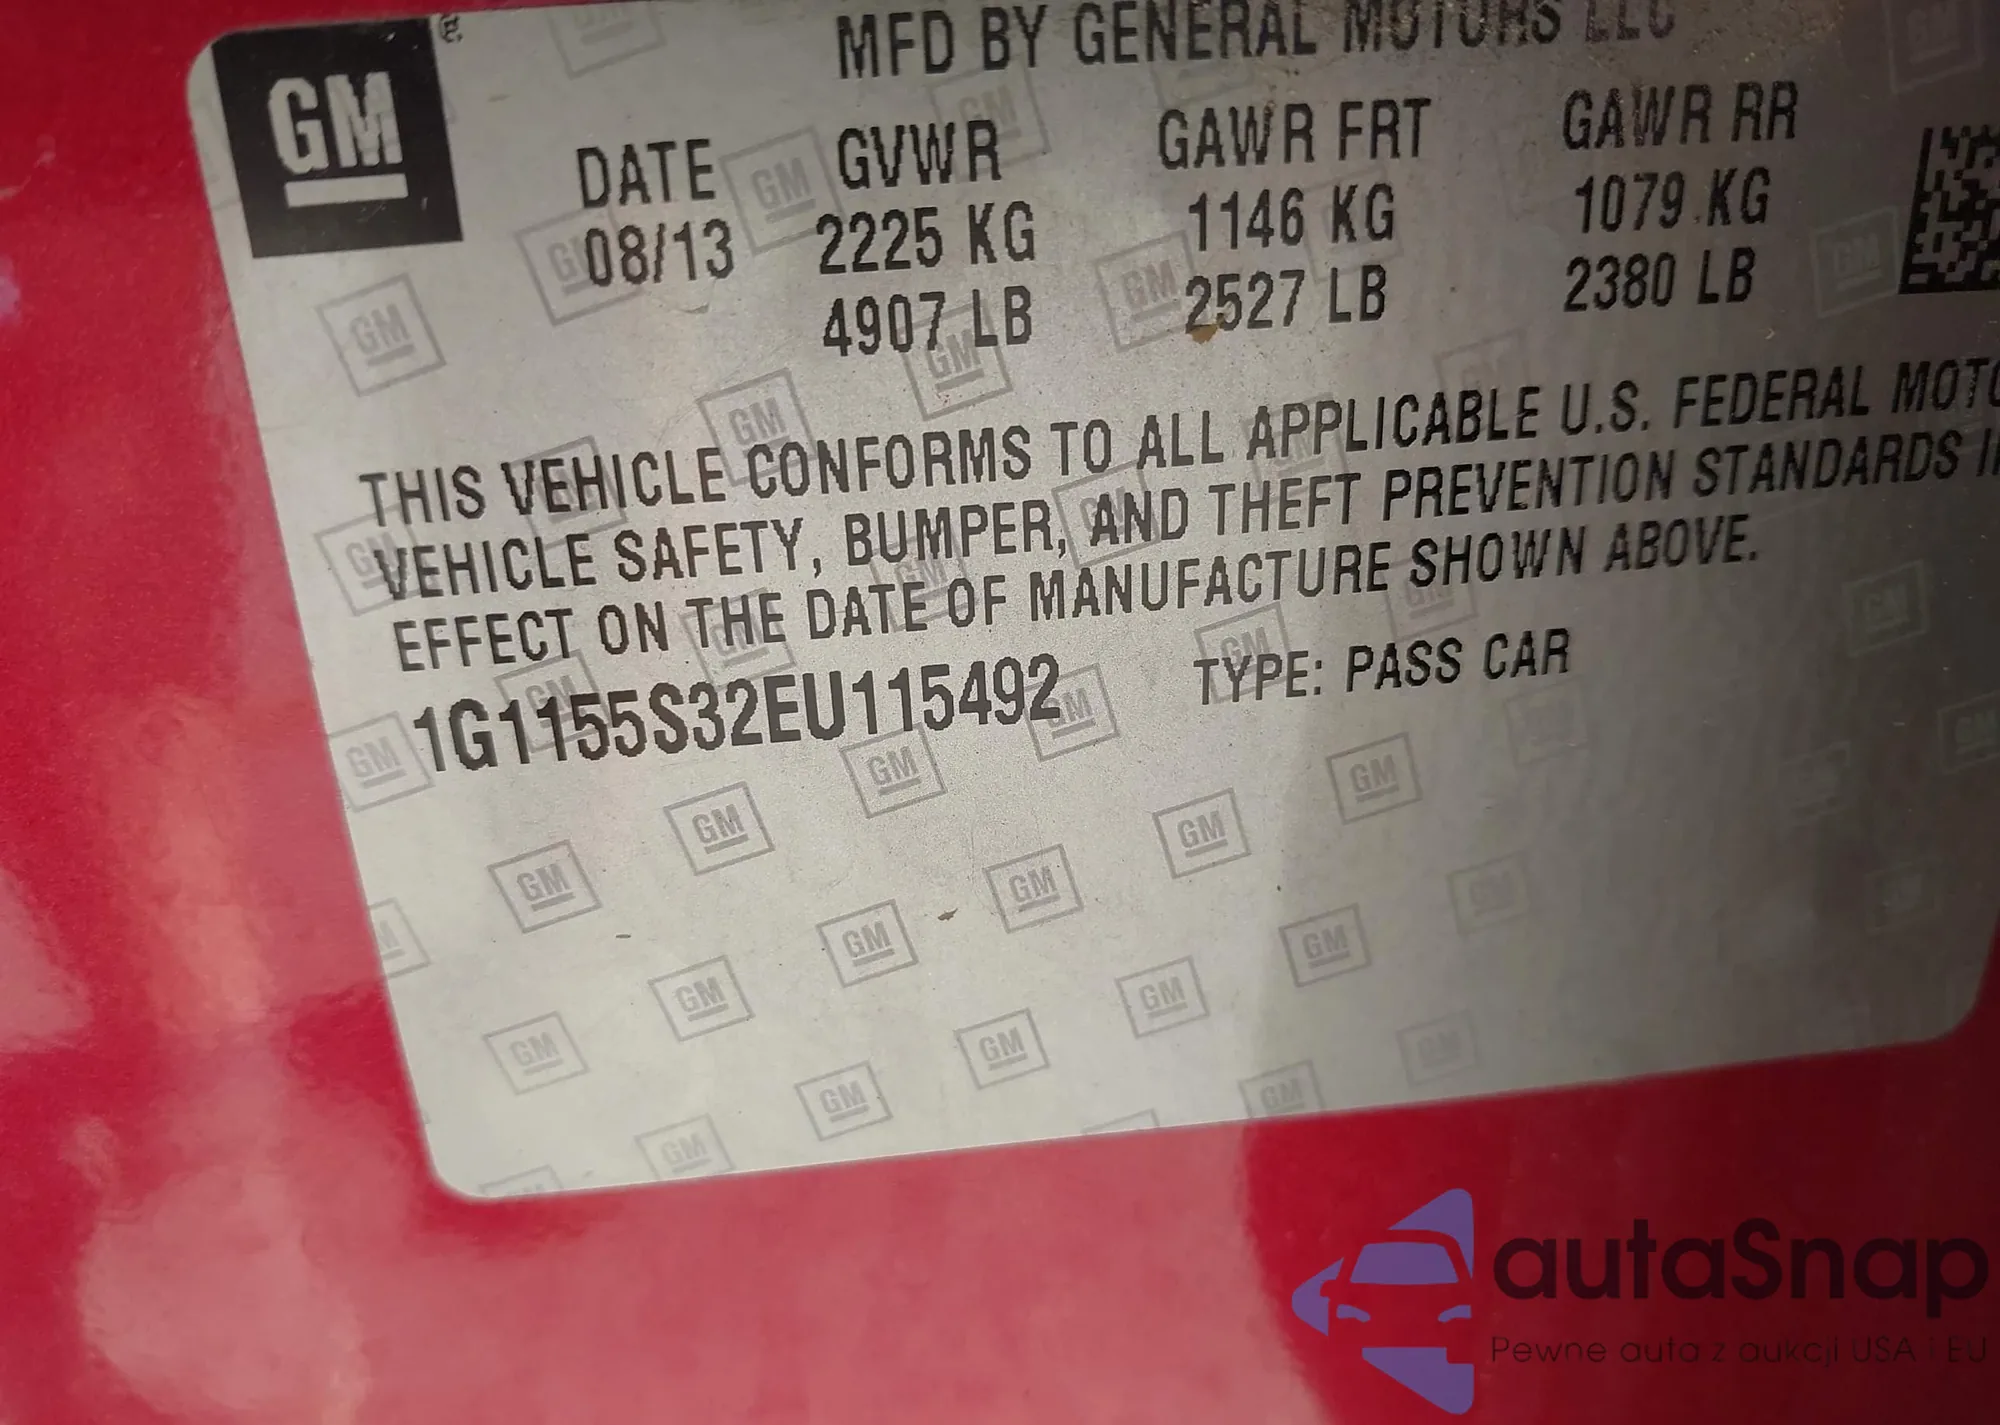 GM
MFD BY GENERAL MOTORS LLC
DATE GVWR GAWR FRT GAWR RR
08/13 2225 KG 1146 KG 1079 KG
4907 LB 2527 LB 2380 LB
THIS VEHICLE CONFORMS TO ALL APPLICABLE U.S. FEDERAL MOTO
VEHICLE SAFETY, BUMPER, AND THEFT PREVENTION STANDARDS I
EFFECT ON THE DATE OF MANUFACTURE SHOWN ABOVE.
1G1155S32EU115492 TYPE: PASS CAR
autaSnap
Pewne auta z aukcji USA i EU